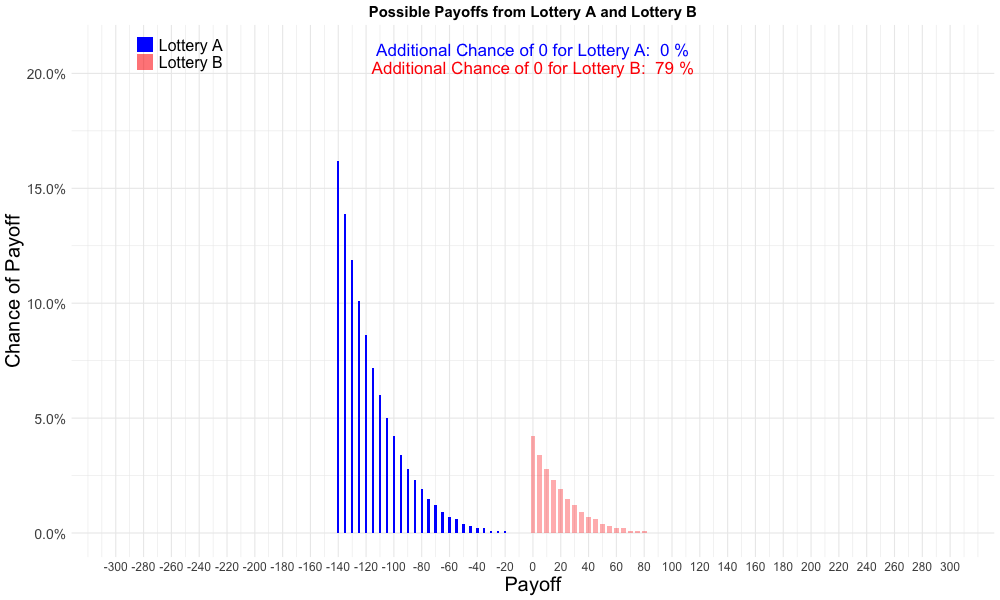 Possible Payoffs from Lottery A and Lottery B
Lottery A
Lottery B
Additional Chance of 0 for Lottery A:  0 %
Additional Chance of 0 for Lottery B:  79 %
Chance of Payoff
20.0%
15.0%
10.0%
5.0%
0.0%
-300 -280 -260 -240 -220 -200 -180 -160 -140 -120 -100 -80 -60 -40 -20 0 20 40 60 80 100 120 140 160 180 200 220 240 260 280 300
Payoff